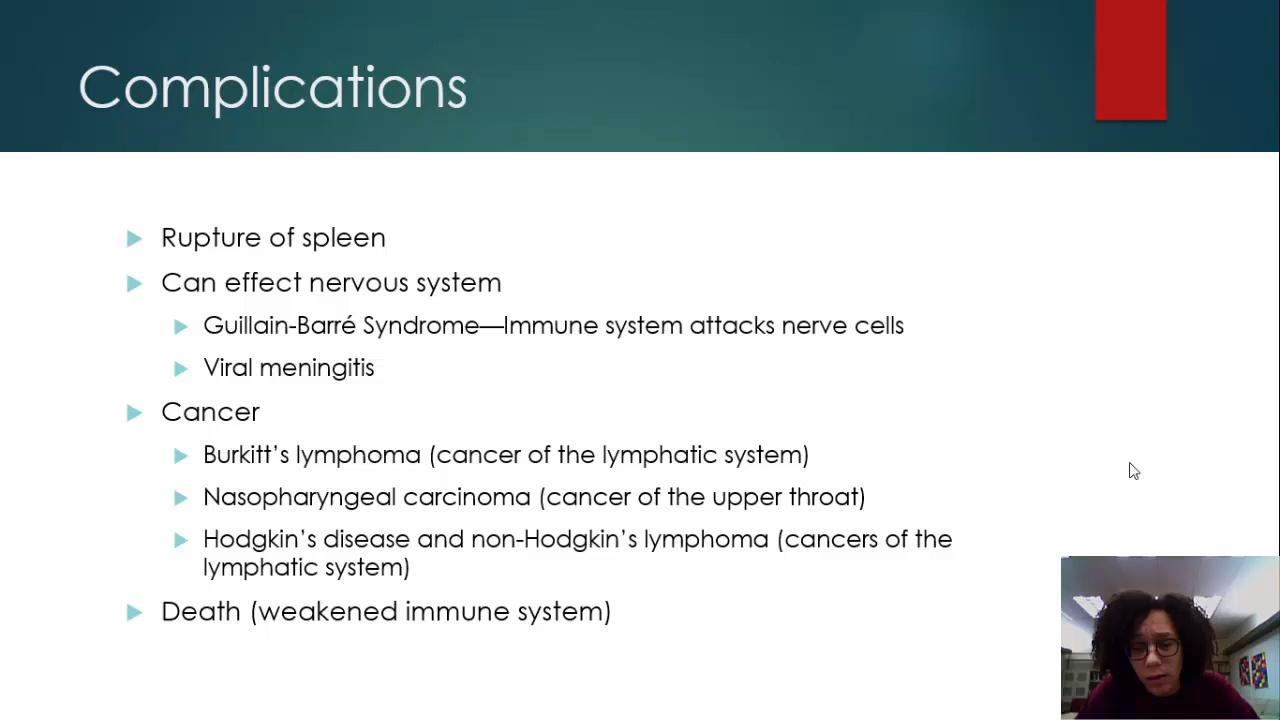 Complications
Rupture of spleen
Can effect nervous system
Guillain-Barré Syndrome—Immune system attacks nerve cells
Viral meningitis
Cancer
Burkitt’s lymphoma (cancer of the lymphatic system)
Nasopharyngeal carcinoma (cancer of the upper throat)
Hodgkin’s disease and non-Hodgkin’s lymphoma (cancers of the
lymphatic system)
Death (weakened immune system)